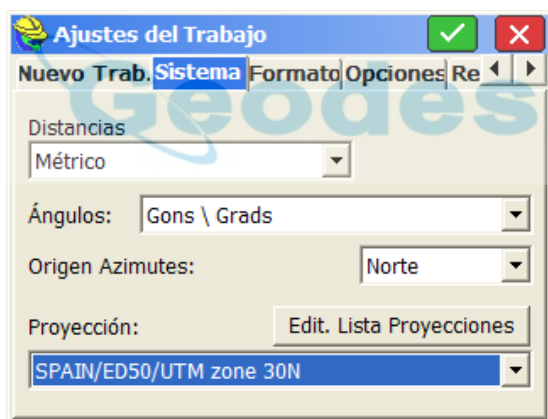 Ajustes del Trabajo
Nuevo Trab. Sistema Formato Opciones Re
Geodes
Distancias
Métrico
Ángulos: Gons \ Grads
Origen Azimutes: Norte
Proyección: Edit. Lista Proyecciones
SPAIN/ED50/UTM zone 30N